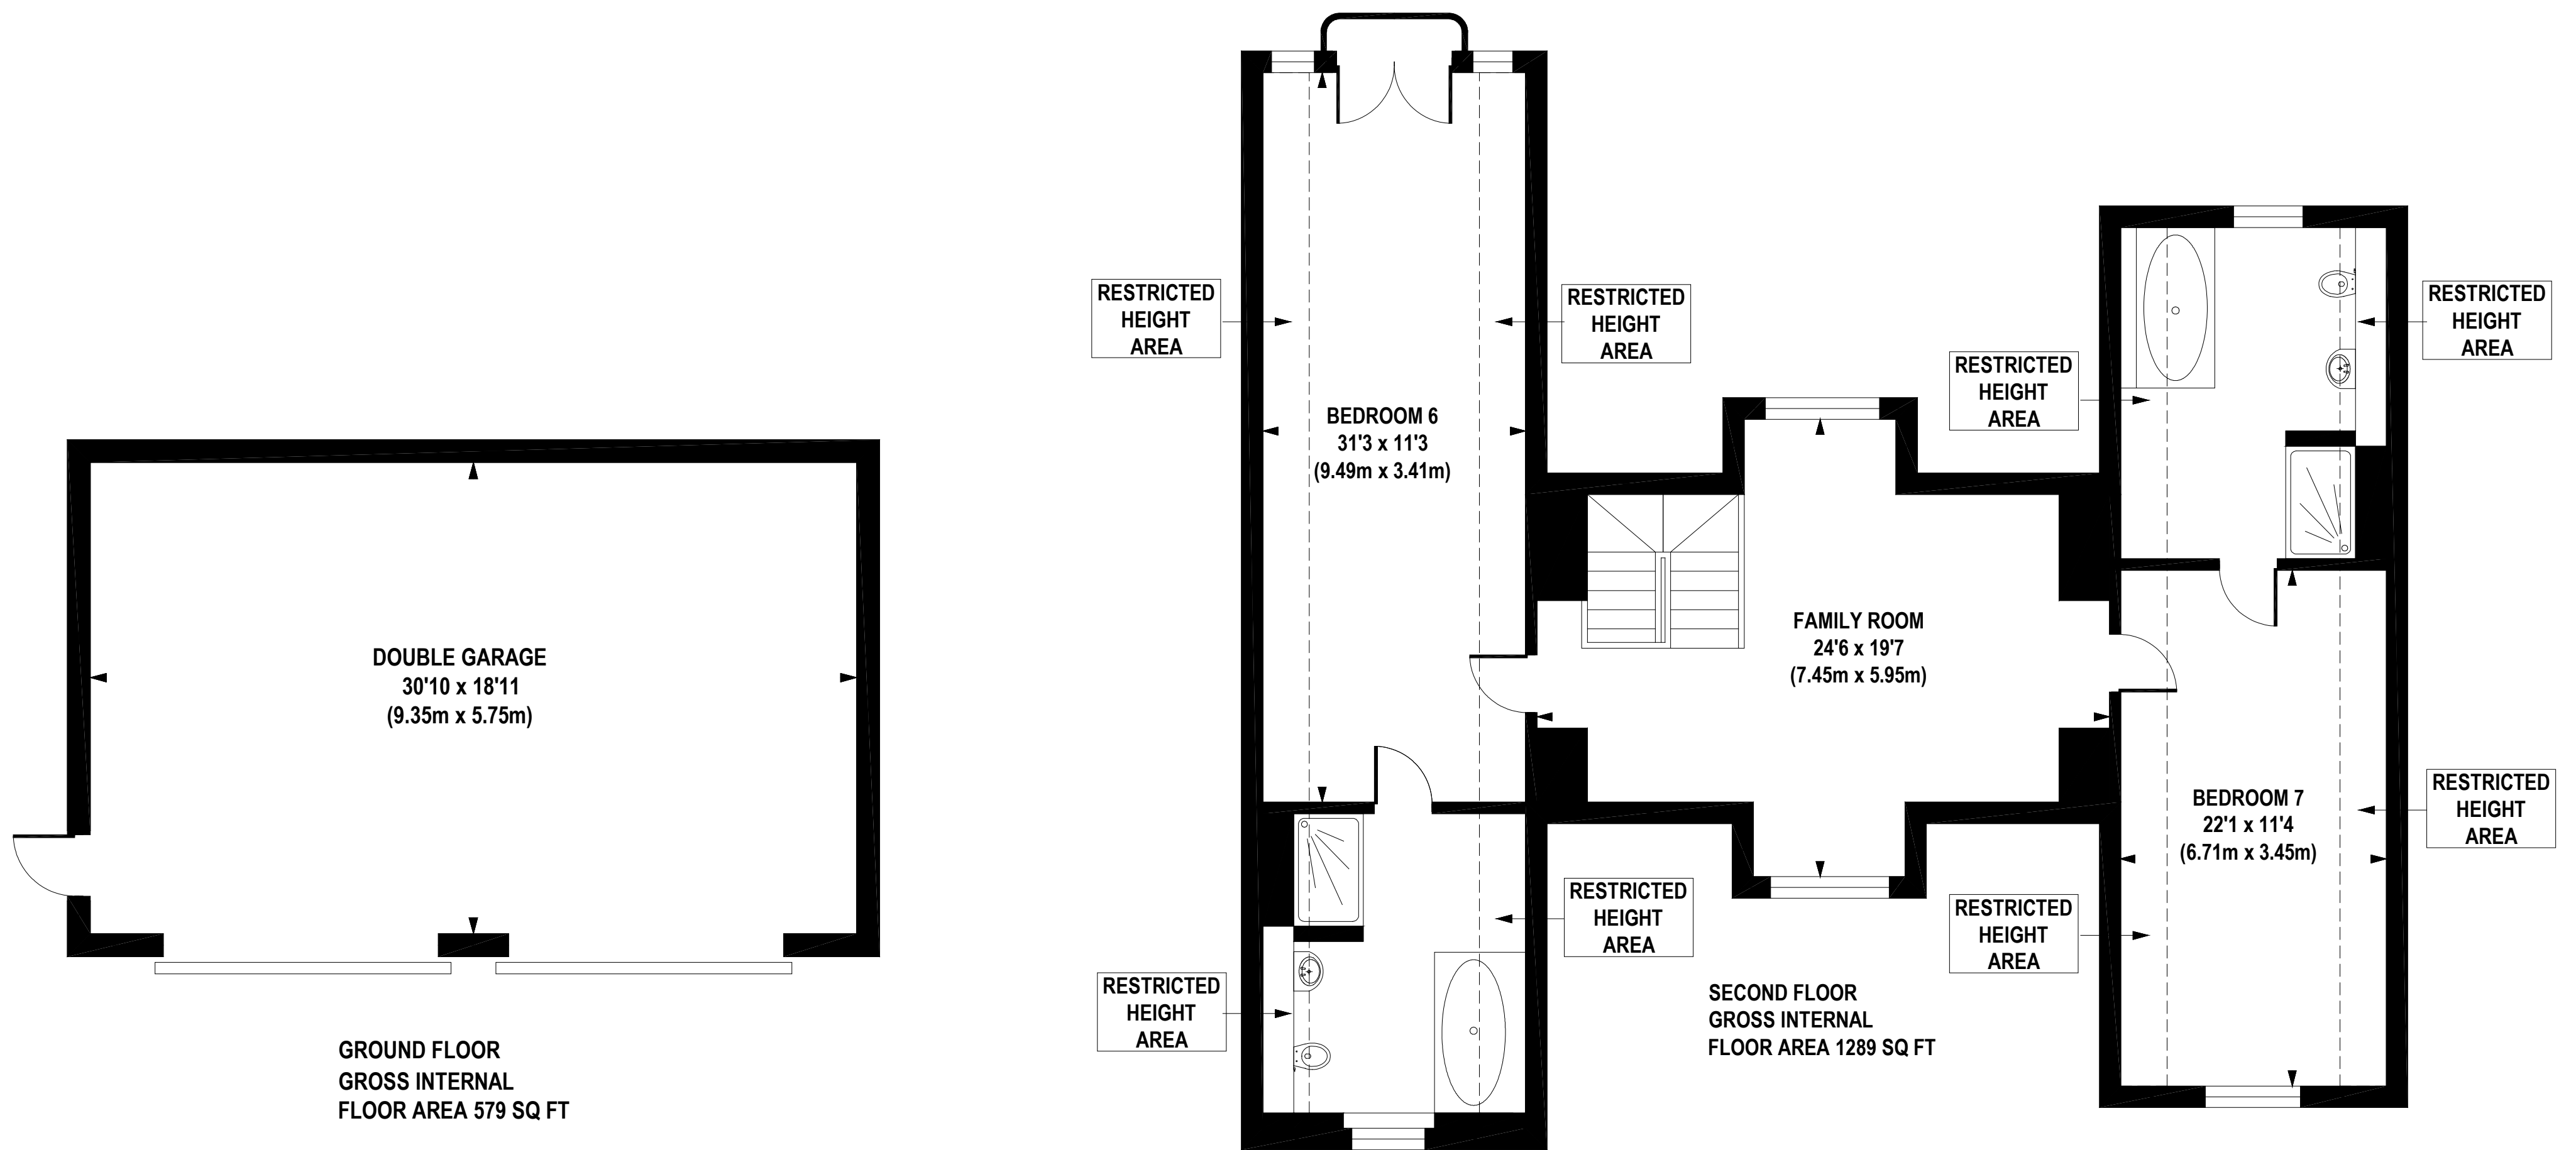 RESTRICTED
HEIGHT
AREA
RESTRICTED
HEIGHT
AREA
RESTRICTED
HEIGHT
AREA
RESTRICTED
HEIGHT
AREA
BEDROOM 6
31'3 x 11'3
(9.49m x 3.41m)
DOUBLE GARAGE
30'10 x 18'11
(9.35m x 5.75m)
FAMILY ROOM
24'6 x 19'7
(7.45m x 5.95m)
BEDROOM 7
22'1 x 11'4
(6.71m x 3.45m)
RESTRICTED
HEIGHT
AREA
RESTRICTED
HEIGHT
AREA
RESTRICTED
HEIGHT
AREA
RESTRICTED
HEIGHT
AREA
GROUND FLOOR
GROSS INTERNAL
FLOOR AREA 579 SQ FT
SECOND FLOOR
GROSS INTERNAL
FLOOR AREA 1289 SQ FT